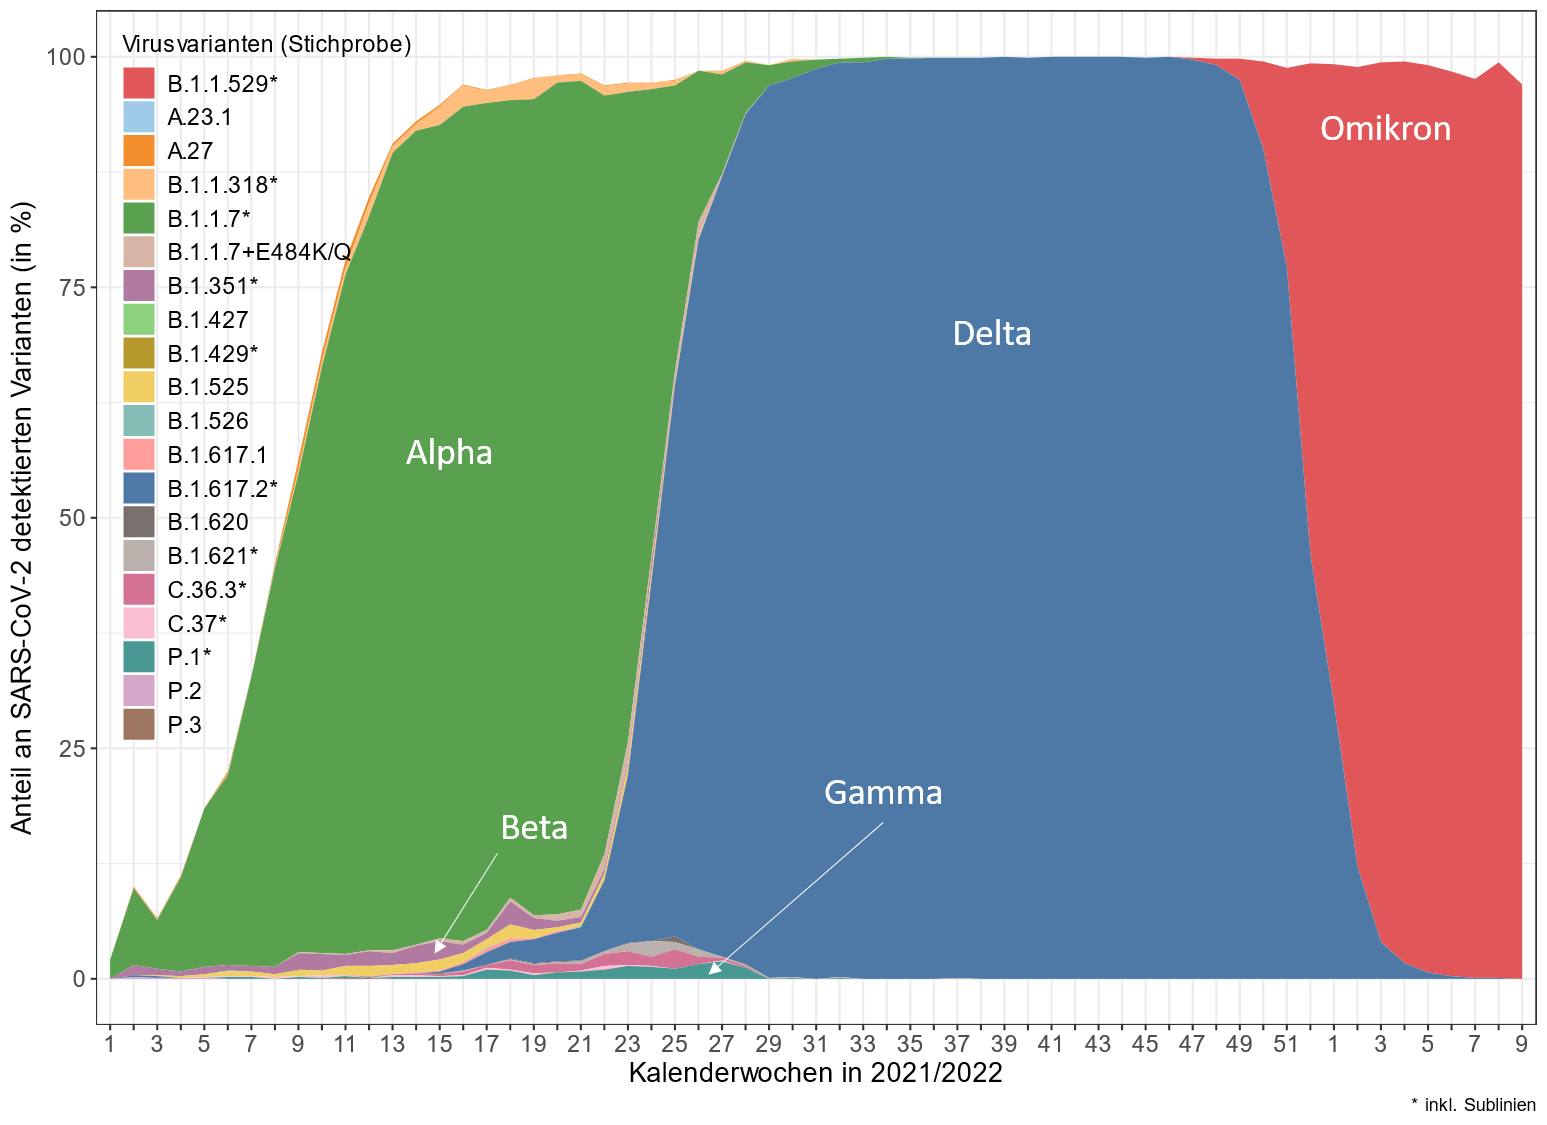 Virusvarianten (Stichprobe)
B.1.1.529*
A.23.1
A.27
B.1.1.318*
B.1.1.7*
B.1.1.7+E484K/Q
B.1.351*
B.1.427
B.1.429*
B.1.525
B.1.526
B.1.617.1
B.1.617.2*
B.1.620
B.1.621*
C.36.3*
C.37*
P.1*
P.2
P.3
Anteil an SARS-CoV-2 detektierten Varianten (in %)
100
75
50
25
0
Omikron
Delta
Alpha
Gamma
Beta
1 3 5 7 9 11 13 15 17 19 21 23 25 27 29 31 33 35 37 39 41 43 45 47 49 51 1 3 5 7 9
Kalenderwochen in 2021/2022
* inkl. Sublinien